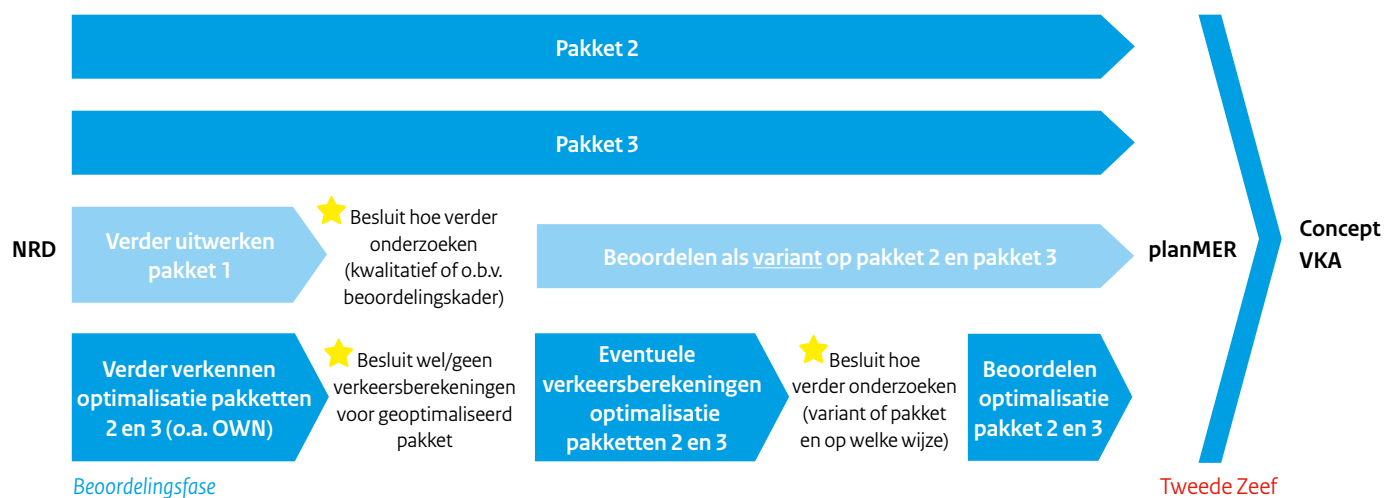 Pakket 2
Pakket 3
NRD
Verder uitwerken
pakket 1
Besluit hoe verder
onderzoeken
(kwalitatief of o.b.v.
beoordelingskader)
Beoordelen als variant op pakket 2 en pakket 3
planMER
Concept
VKA
Verder verkennen
optimalisatie pakketten
2 en 3 (o.a. OWN)
Besluit wel/geen
verkeersberekeningen
voor geoptimaliseerd
pakket
Eventuele
verkeersberekeningen
optimalisatie
pakketten 2 en 3
Besluit hoe
verder onderzoeken
(variant of pakket
en op welke wijze)
Beoordelen
optimalisatie
pakket 2 en 3
Beoordelingsfase
Tweede Zeef